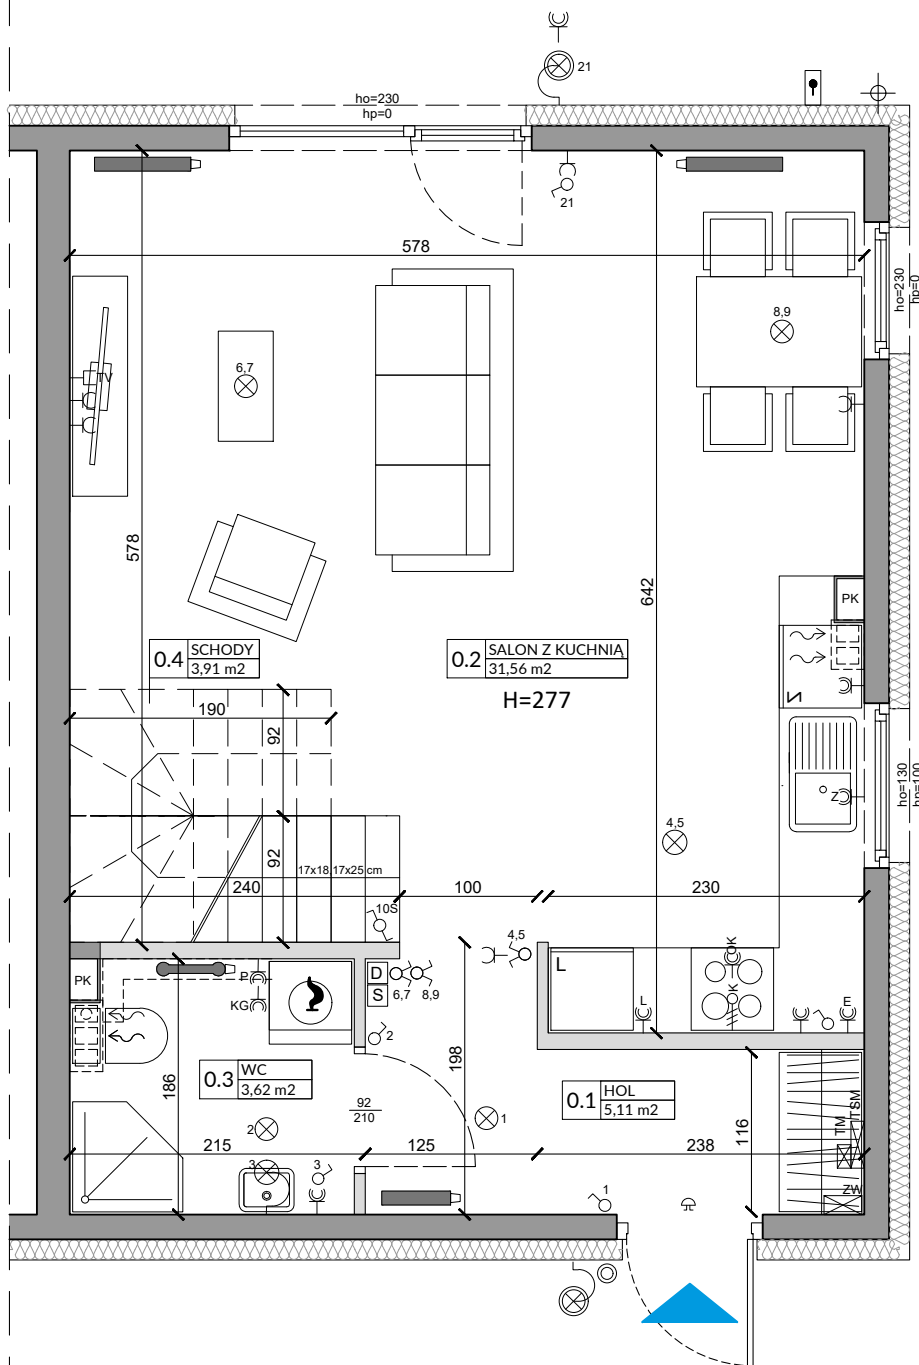 21
ho=230
hp=0
21
578
ho=230
hp=0
8,9
6,7
TV
578
642
PK
0.4 SCHODY
3,91 m2
0.2 SALON Z KUCHNIĄ
31,56 m2
H=277
190
92
ho=130
hp=100
Z
4,5
92
17x18,17x25 cm
240
100
230
10S
4,5
L
OK
K
PK
P
KG
D
S
6,7
8,9
L
E
2
198
0.3 WC
3,62 m2
186
0.1 HOL
5,11 m2
92
210
116
TM
TSM
2
1
215
125
238
3
3
ZW
1